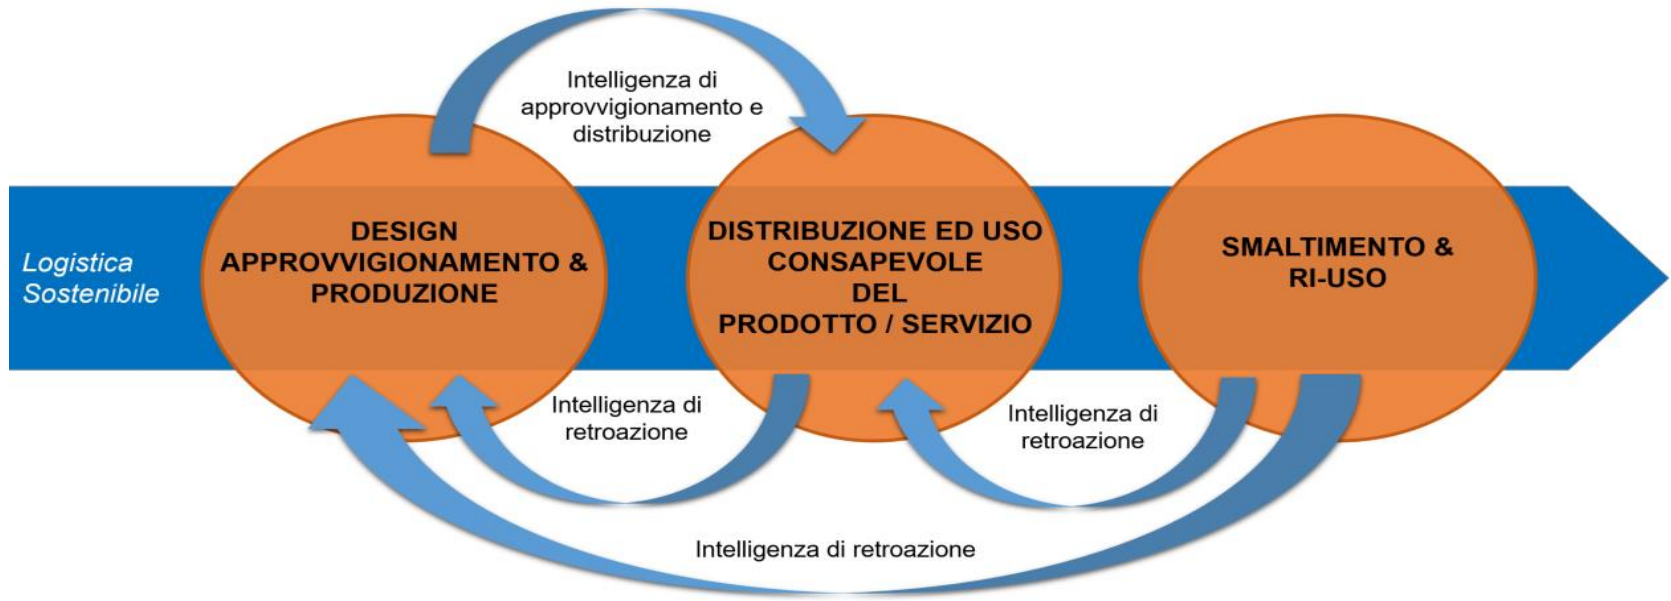 Intelligenza di
approvvigionamento e
distribuzione
Logistica
Sostenibile
DESIGN
APPROVVIGIONAMENTO &
PRODUZIONE
DISTRIBUZIONE ED USO
CONSAPEVOLE
DEL
PRODOTTO / SERVIZIO
SMALTIMENTO &
RI-USO
Intelligenza di
retroazione
Intelligenza di
retroazione
Intelligenza di retroazione